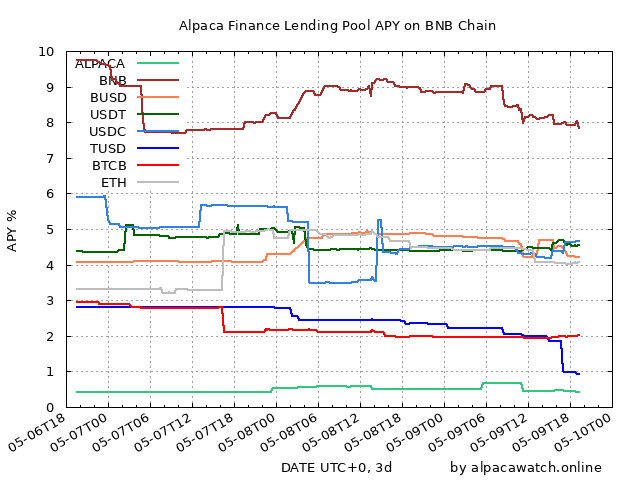 Alpaca Finance Lending Pool APY on BNB Chain
APY %
10
9
8
7
6
5
4
3
2
1
0
ALPACA
BNB
BUSD
USDT
USDC
TUSD
BTCB
ETH
05-06T18
05-07T00
05-07T06
05-07T12
05-07T18
05-08T00
05-08T06
05-08T12
05-08T18
05-09T00
05-09T06
05-09T12
05-09T18
05-10T00
DATE UTC+0, 3d
by alpacawatch.online